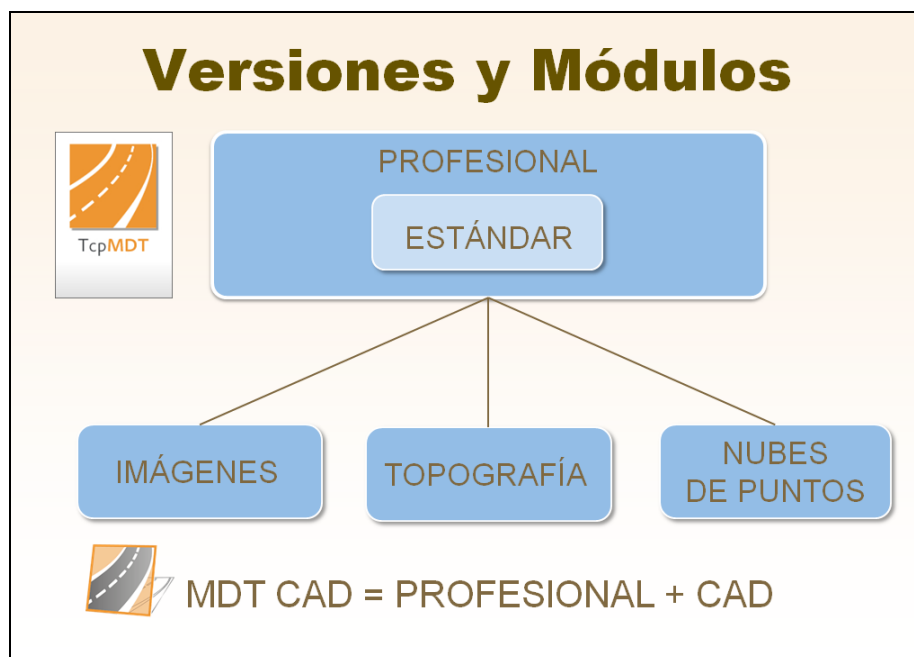 Versiones y Módulos
TcpMDT
PROFESIONAL
ESTÁNDAR
IMÁGENES
TOPOGRAFÍA
NUBES
DE PUNTOS
MDT CAD = PROFESIONAL + CAD